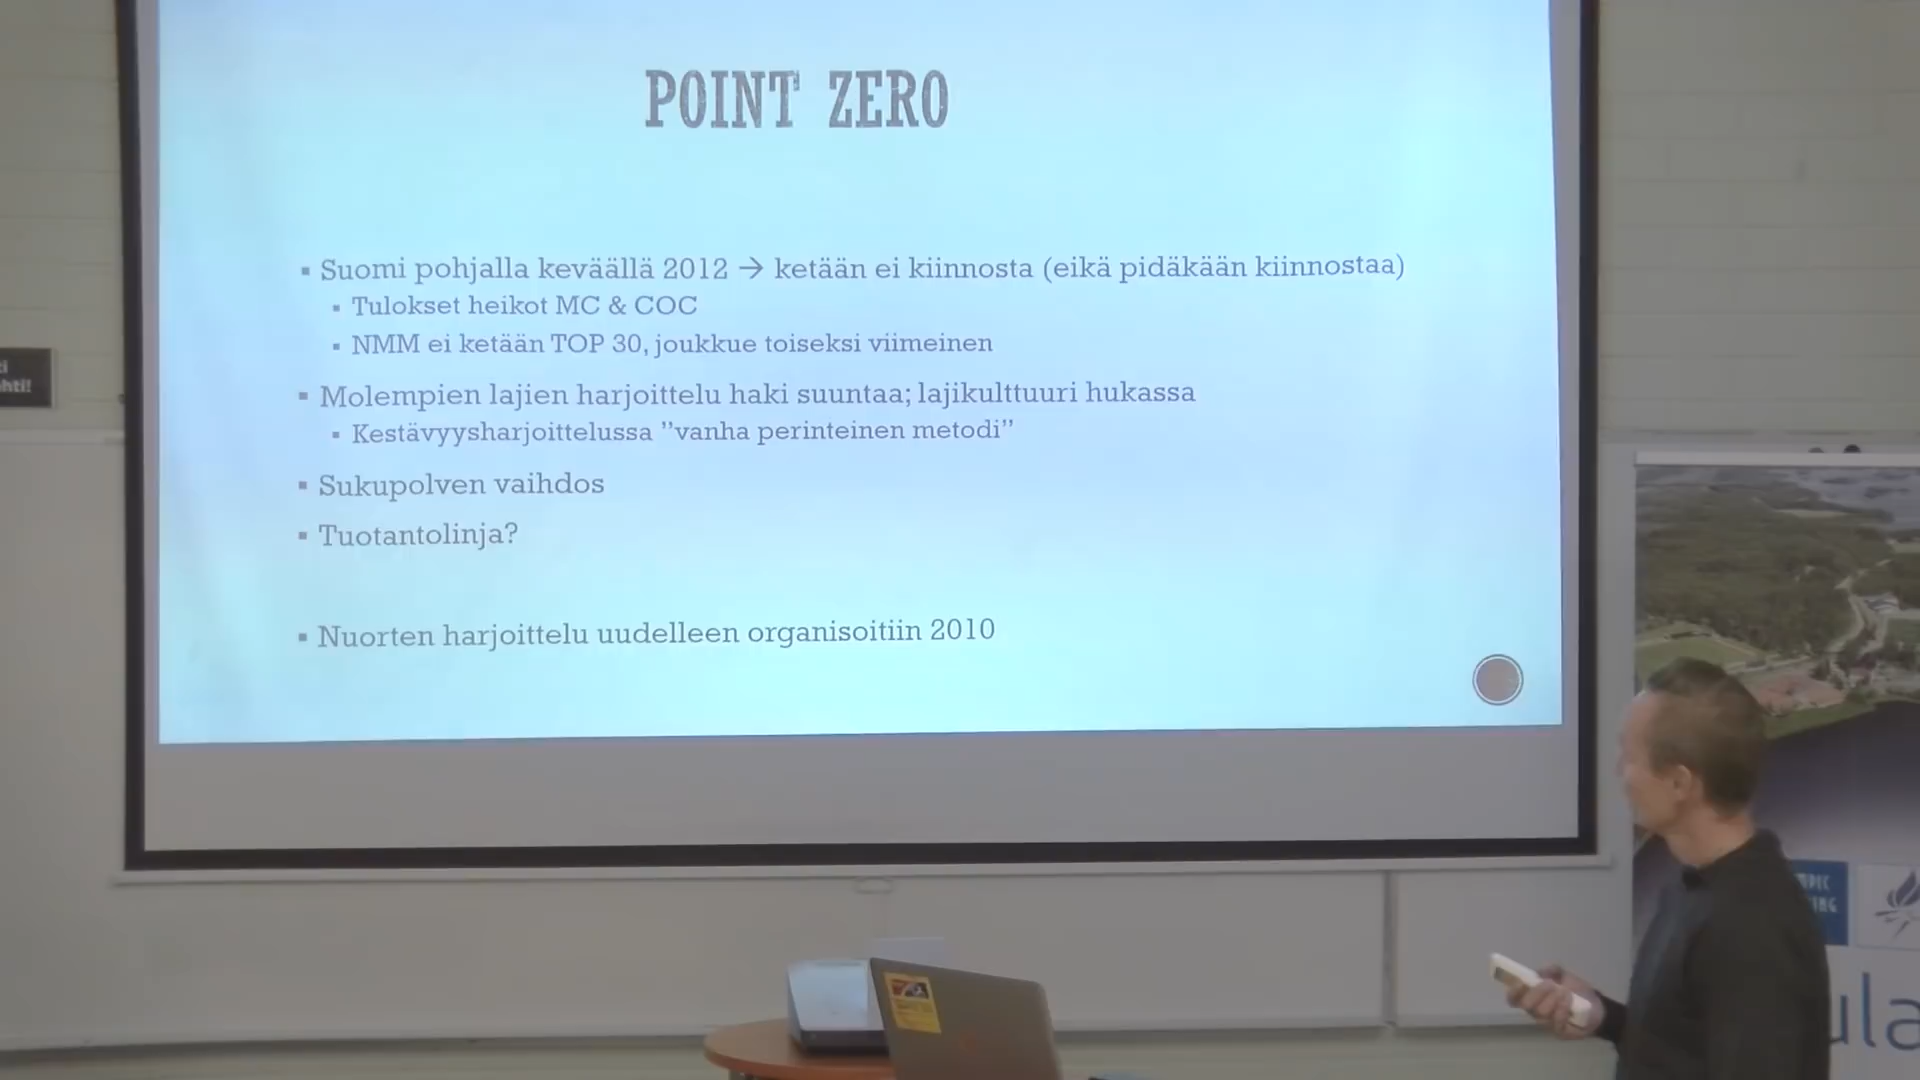 POINT ZERO
Suomi pohjalla keväällä 2012 → ketään ei kiinnosta (eikä pidäkään kiinnostaa)
Tulokset heikot MC & COC
NMM ei ketään TOP 30, joukkue toiseksi viimeinen
Molempien lajien harjoittelu haki suuntaa; lajikulttuuri hukassa
Kestävyysharjoittelussa ”vanha perinteinen metodi”
Sukupolven vaihdos
Tuotantolinja?
Nuorten harjoittelu uudelleen organisoitiin 2010
hti!
ula